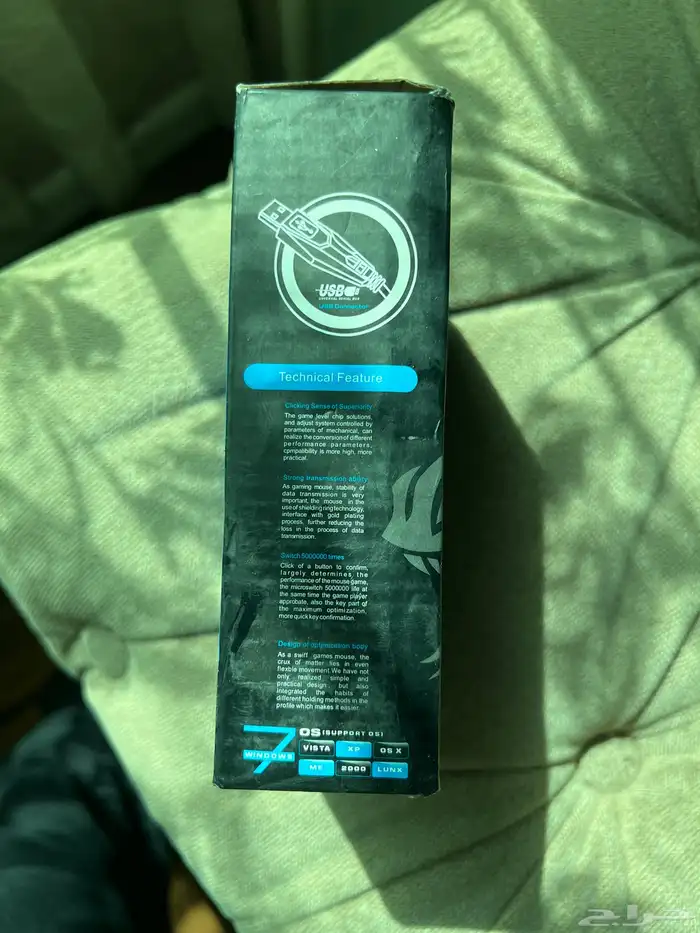 USB
UNIVERSAL SERIAL BUS
USB Connector
Technical Feature
Clicking Sense of Superiority
The game level chip solutions,
and adjust system controlled by
parameters of mechanical, can
realize the conversion of different
performance parameters,
cpmpatibility is more high, more
practical.
Strong transmission ability
As gaming mouse, stability of
data transmission is very
important, the mouse in the
use of shielding ring technology,
interface with gold plating
process, further reducing the
loss in the process of data
transmission.
Switch 5000000 times
Click of a button to confirm,
largely determines the
performance of the mouse game,
the microswitch 5000000 life at
the same time the game player
approbate, also the key part of
the maximum optimization,
more quick key confirmation.
Design of optimization body
As a swift games mouse, the
crux of matter lies in even
flexible movement. We have not
only realized simple and
practical design, but also
integrated the habits of
different holding methods in the
profile which makes it easier.
7
WINDOWS
OS (SUPPORT OS)
VISTA XP OS X
ME 2000 LUNX
حراج